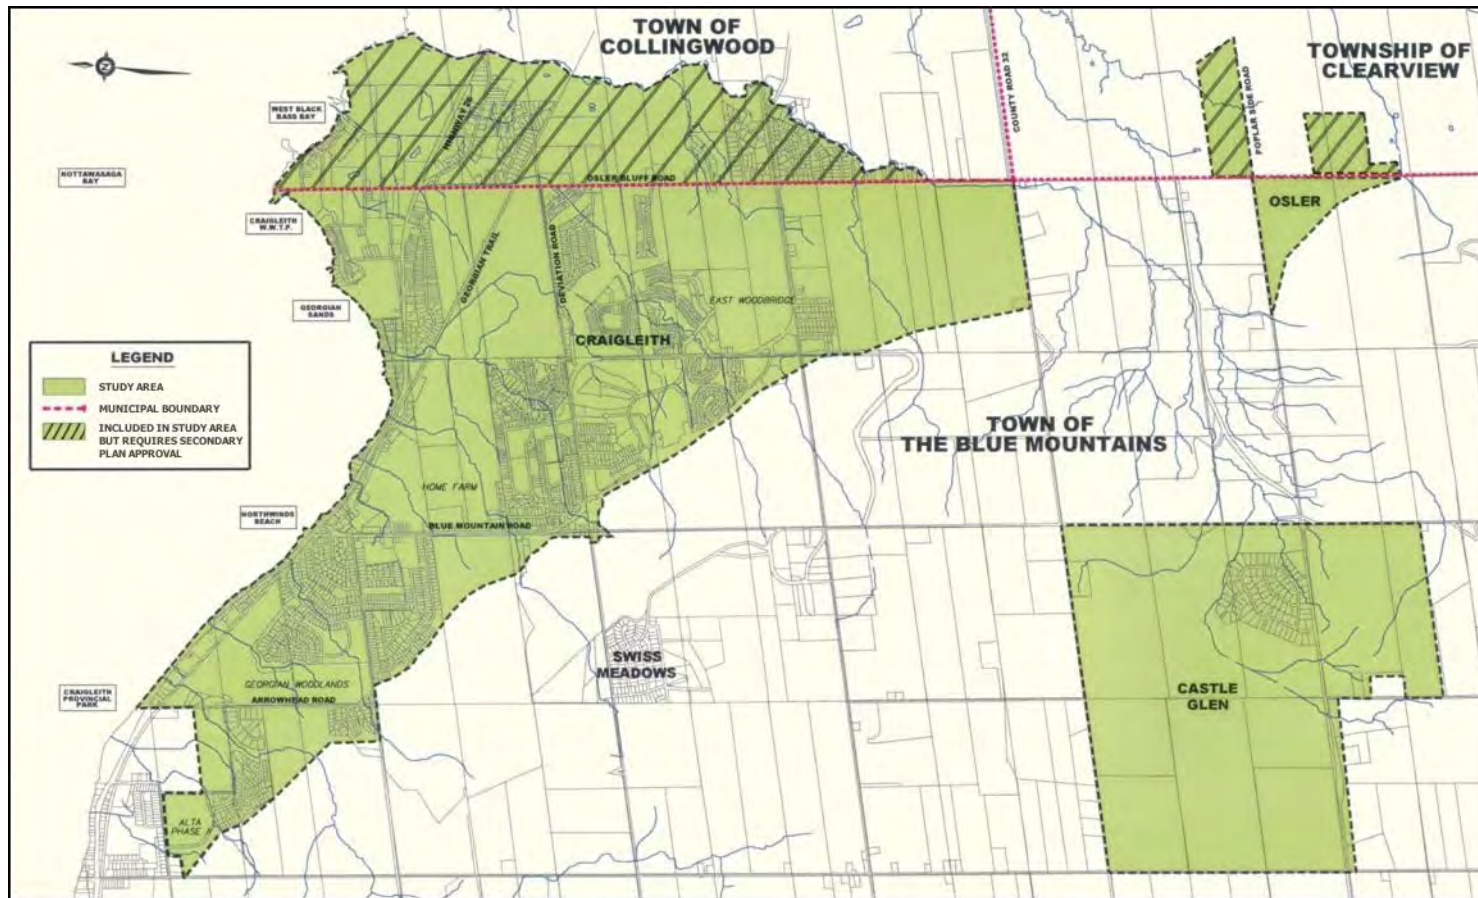 TOWN OF
COLLINGWOOD
TOWNSHIP OF
CLEARVIEW
COUNTY ROAD 32
POPLAR SIDE ROAD
WEST BLACK
BASS BAY
HIGHWAY 26
NOTTAWASAGA
BAY
OSLER BLUFF ROAD
OSLER
CRAIGLEITH
W.W.T.P.
GEORGIAN TRAIL
DEVIATION ROAD
GEORGIAN
SANDS
EAST WOODBRIDGE
CRAIGLEITH
LEGEND
STUDY AREA
MUNICIPAL BOUNDARY
INCLUDED IN STUDY AREA
BUT REQUIRES SECONDARY
PLAN APPROVAL
TOWN OF
THE BLUE MOUNTAINS
HOME FARM
NORTHWINDS
BEACH
BLUE MOUNTAIN ROAD
SWISS
MEADOWS
GEORGIAN WOODLANDS
CRAIGLEITH
PROVINCIAL
PARK
ARROWHEAD ROAD
CASTLE
GLEN
ALTA
PHASE II